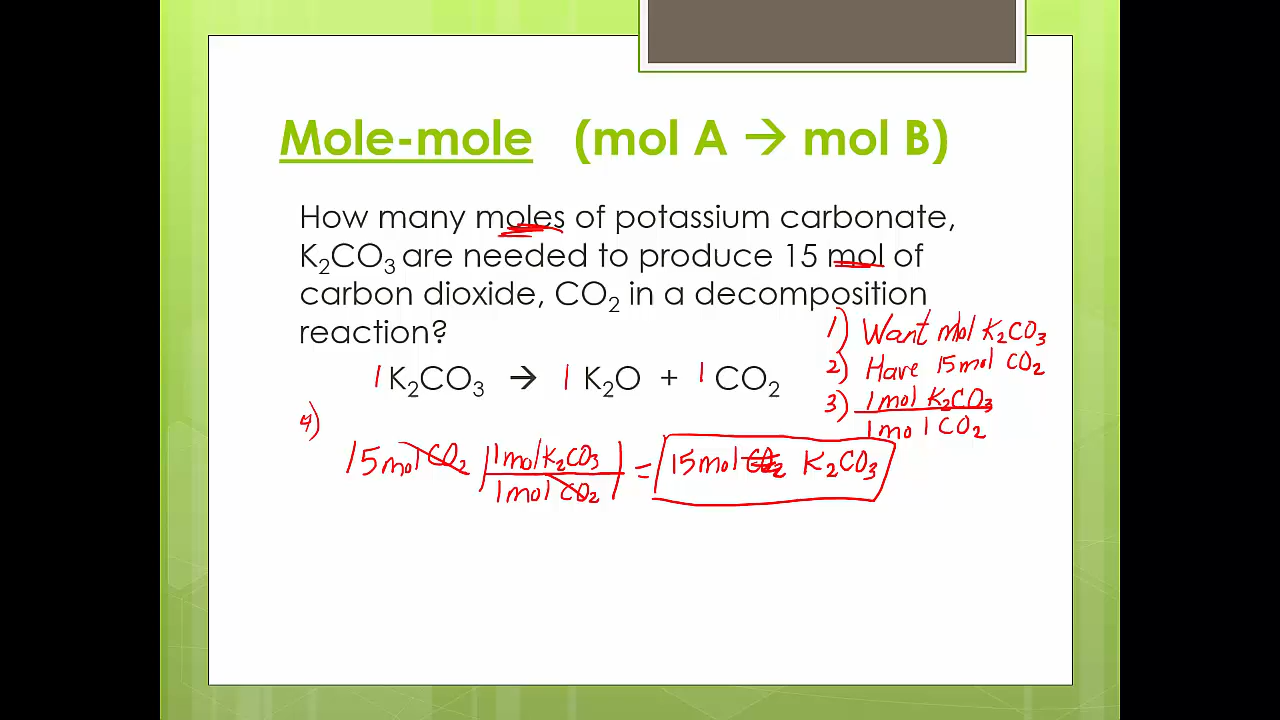 Mole-mole (mol A → mol B)
How many moles of potassium carbonate,
K₂CO₃ are needed to produce 15 mol of
carbon dioxide, CO₂ in a decomposition
reaction?
1) Want mol K₂CO₃
2) Have 15 mol CO₂
3) 1 mol K₂CO₃
1 mol CO₂
1 K₂CO₃ → 1 K₂O + 1 CO₂
4)
15 mol CO₂ | 1 mol K₂CO₃ | = 15 mol CO₂ K₂CO₃
1 mol CO₂